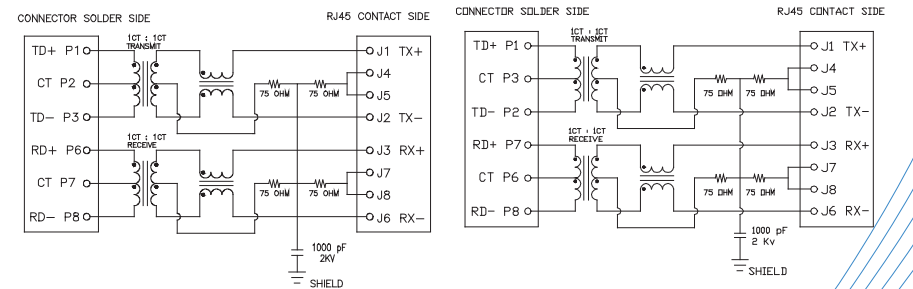 CONNECTOR SOLDER SIDE
RJ45 CONTACT SIDE
1CT : 1CT
TRANSMIT
TD+ P1
J1 TX+
J4
CT P2
75 OHM
75 OHM
J5
TD- P3
J2 TX-
1CT : 1CT
RECEIVE
RD+ P6
J3 RX+
J7
CT P7
75 OHM
75 OHM
J8
RD- P8
J6 RX-
1000 pF
2KV
SHIELD
CONNECTOR SOLDER SIDE
RJ45 CONTACT SIDE
1CT : 1CT
TRANSMIT
TD+ P1
J1 TX+
J4
CT P3
75 OHM
75 OHM
J5
TD- P2
J2 TX-
1CT : 1CT
RECEIVE
RD+ P7
J3 RX+
J7
CT P6
75 OHM
75 OHM
J8
RD- P8
J6 RX-
1000 pF
2 Kv
SHIELD